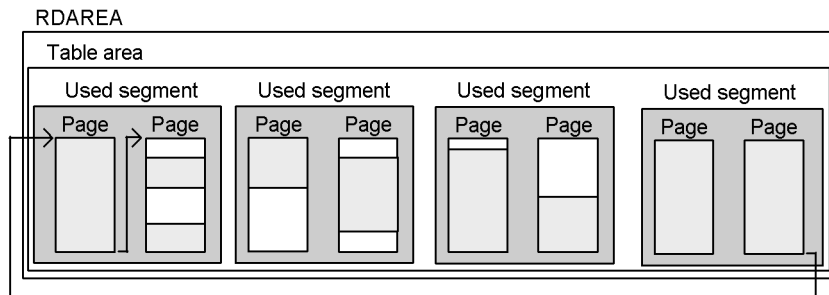 RDAREA
Table area
Used segment Used segment Used segment Used segment
Page Page Page Page Page Page Page Page